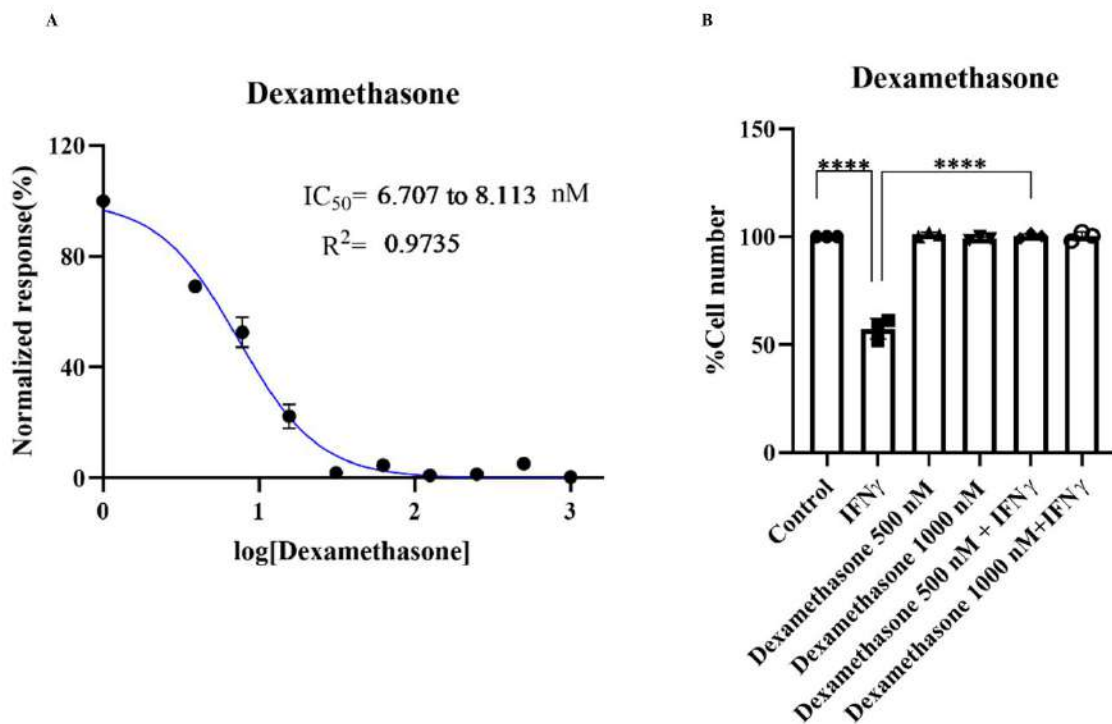 A
Dexamethasone
120
80
40
0
Normalized response(%)
IC₅₀= 6.707 to 8.113 nM
R²= 0.9735
0 1 2 3
log[Dexamethasone]
B
Dexamethasone
150
100
50
0
%Cell number
**** ****
Control
IFNγ
Dexamethasone 500 nM
Dexamethasone 1000 nM
Dexamethasone 500 nM + IFNγ
Dexamethasone 1000 nM+IFNγ